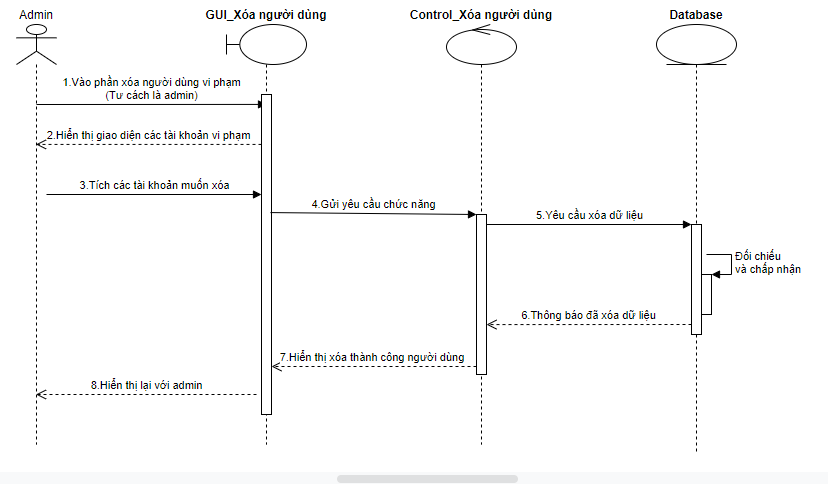 Admin
GUI_Xóa người dùng
Control_Xóa người dùng
Database
1.Vào phần xóa người dùng vi phạm
(Tư cách là admin)
2.Hiển thị giao diện các tài khoản vi phạm
3.Tích các tài khoản muốn xóa
4.Gửi yêu cầu chức năng
5.Yêu cầu xóa dữ liệu
Đối chiếu
và chấp nhận
6.Thông báo đã xóa dữ liệu
7.Hiển thị xóa thành công người dùng
8.Hiển thị lại với admin